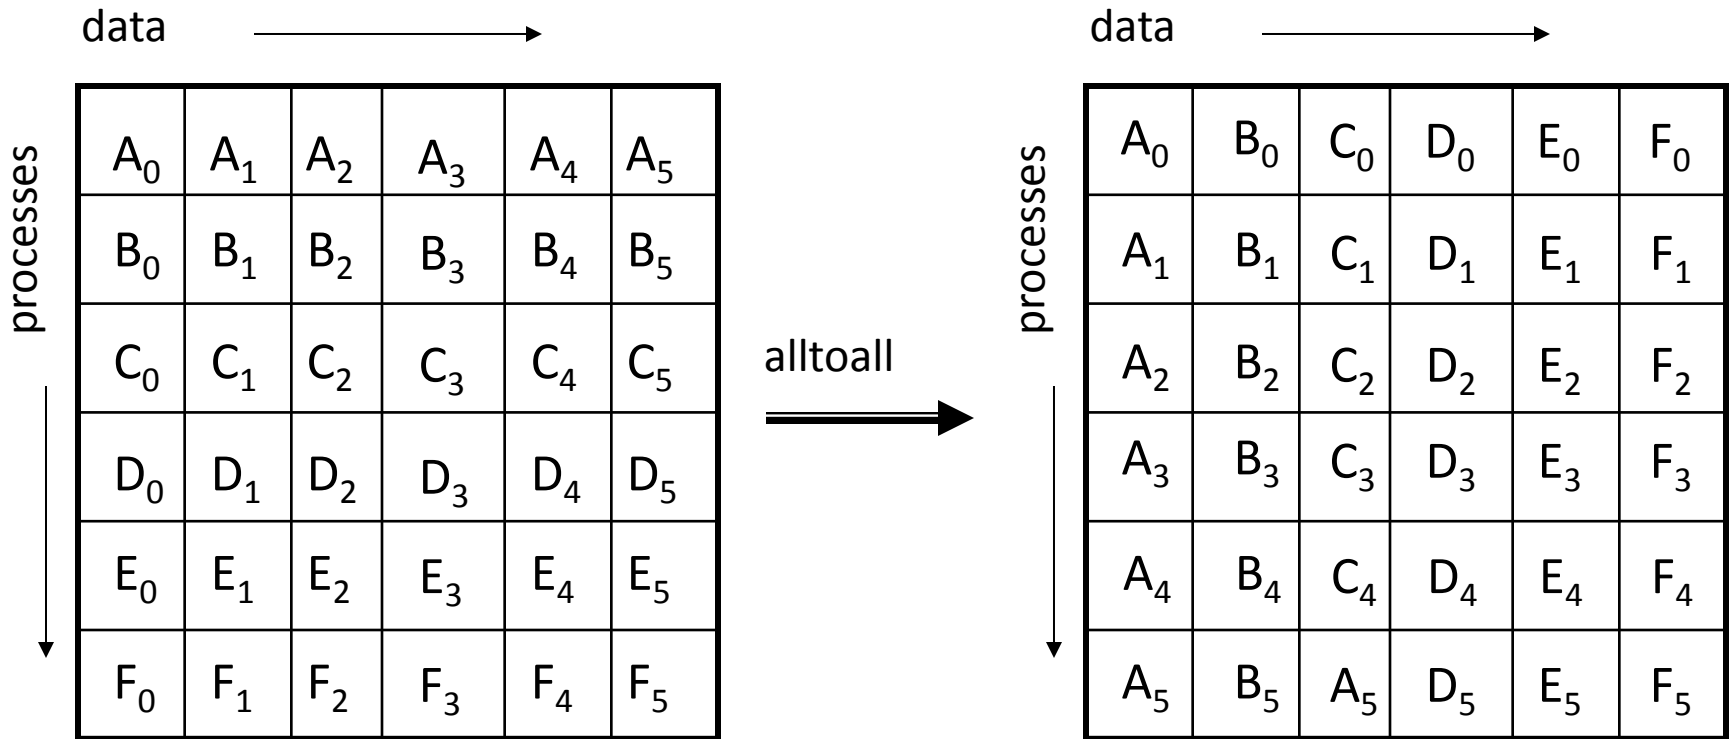 data
processes
A0 A1 A2 A3 A4 A5
B0 B1 B2 B3 B4 B5
C0 C1 C2 C3 C4 C5
D0 D1 D2 D3 D4 D5
E0 E1 E2 E3 E4 E5
F0 F1 F2 F3 F4 F5
alltoall
data
processes
A0 B0 C0 D0 E0 F0
A1 B1 C1 D1 E1 F1
A2 B2 C2 D2 E2 F2
A3 B3 C3 D3 E3 F3
A4 B4 C4 D4 E4 F4
A5 B5 A5 D5 E5 F5